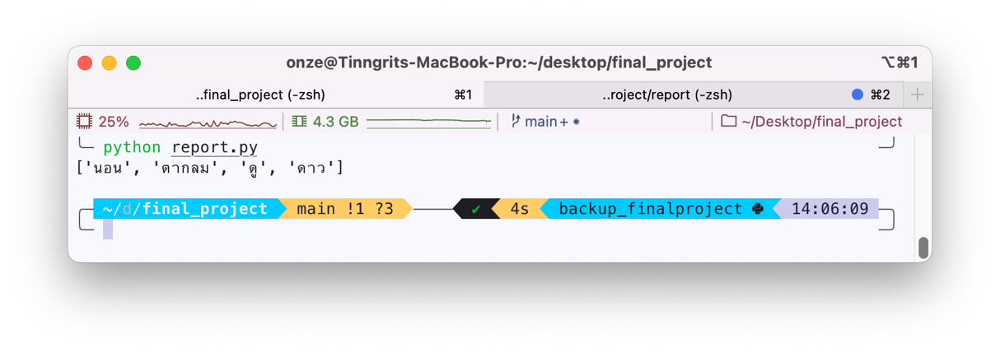 onze@Tinngrits-MacBook-Pro:~/desktop/final_project ⌥⌘1
..final_project (-zsh) ⌘1 ..roject/report (-zsh) ⌘2 +
25% 4.3 GB main+ ~/Desktop/final_project
python report.py
['นอน', 'ตากลม', 'ดู', 'ดาว']
~/d/final_project main !1 ?3 ✔ 4s backup_finalproject 14:06:09